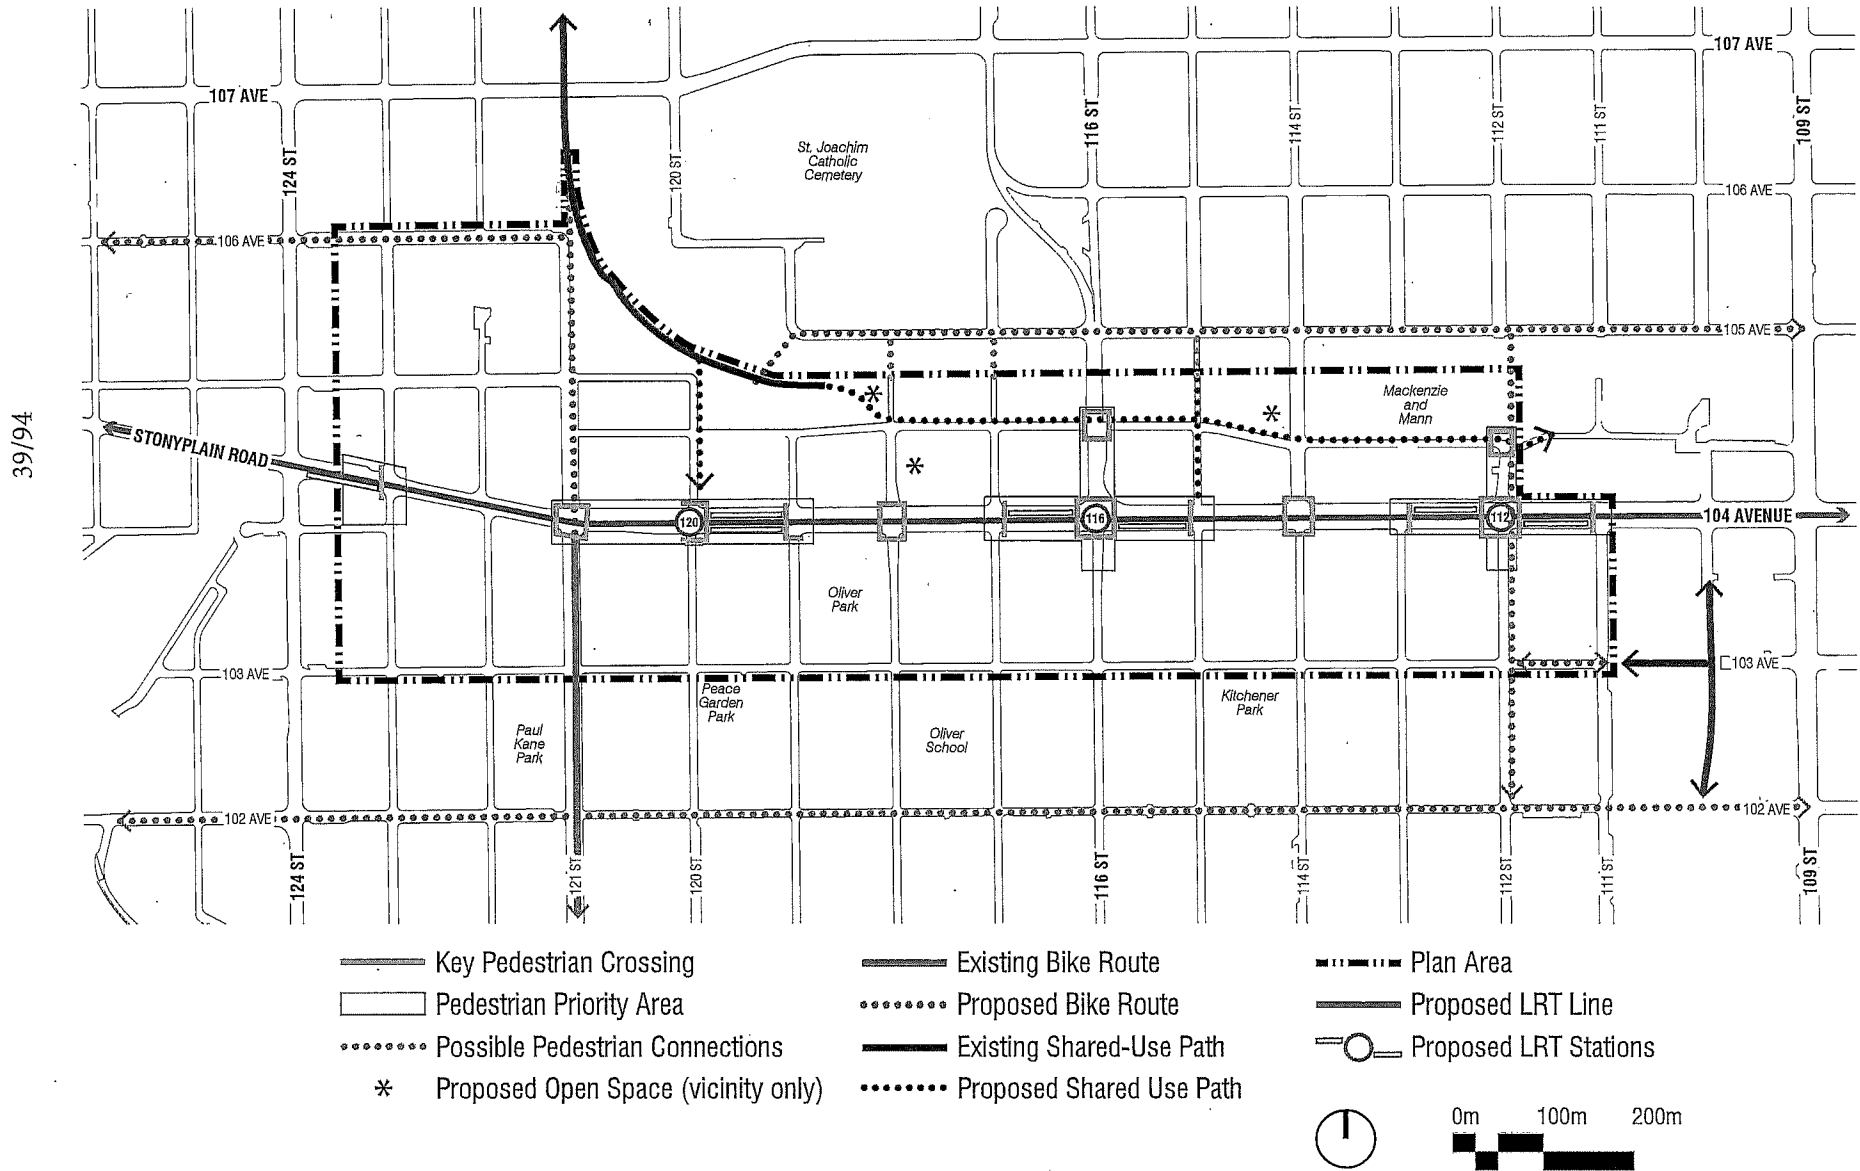 107 AVE
107 AVE
124 ST
120 ST
St. Joachim
Catholic
Cemetery
116 ST
114 ST
112 ST
111 ST
109 ST
106 AVE
106 AVE
105 AVE
Mackenzie
and
Mann
39/94
STONYPLAIN ROAD
120
116
112
104 AVENUE
Oliver
Park
103 AVE
103 AVE
Peace
Garden
Park
Kitchener
Park
Paul
Kane
Park
Oliver
School
102 AVE
102 AVE
124 ST
121 ST
120 ST
116 ST
114 ST
112 ST
111 ST
109 ST
Key Pedestrian Crossing
Pedestrian Priority Area
Possible Pedestrian Connections
* Proposed Open Space (vicinity only)
Existing Bike Route
Proposed Bike Route
Existing Shared-Use Path
Proposed Shared Use Path
Plan Area
Proposed LRT Line
Proposed LRT Stations
0m 100m 200m